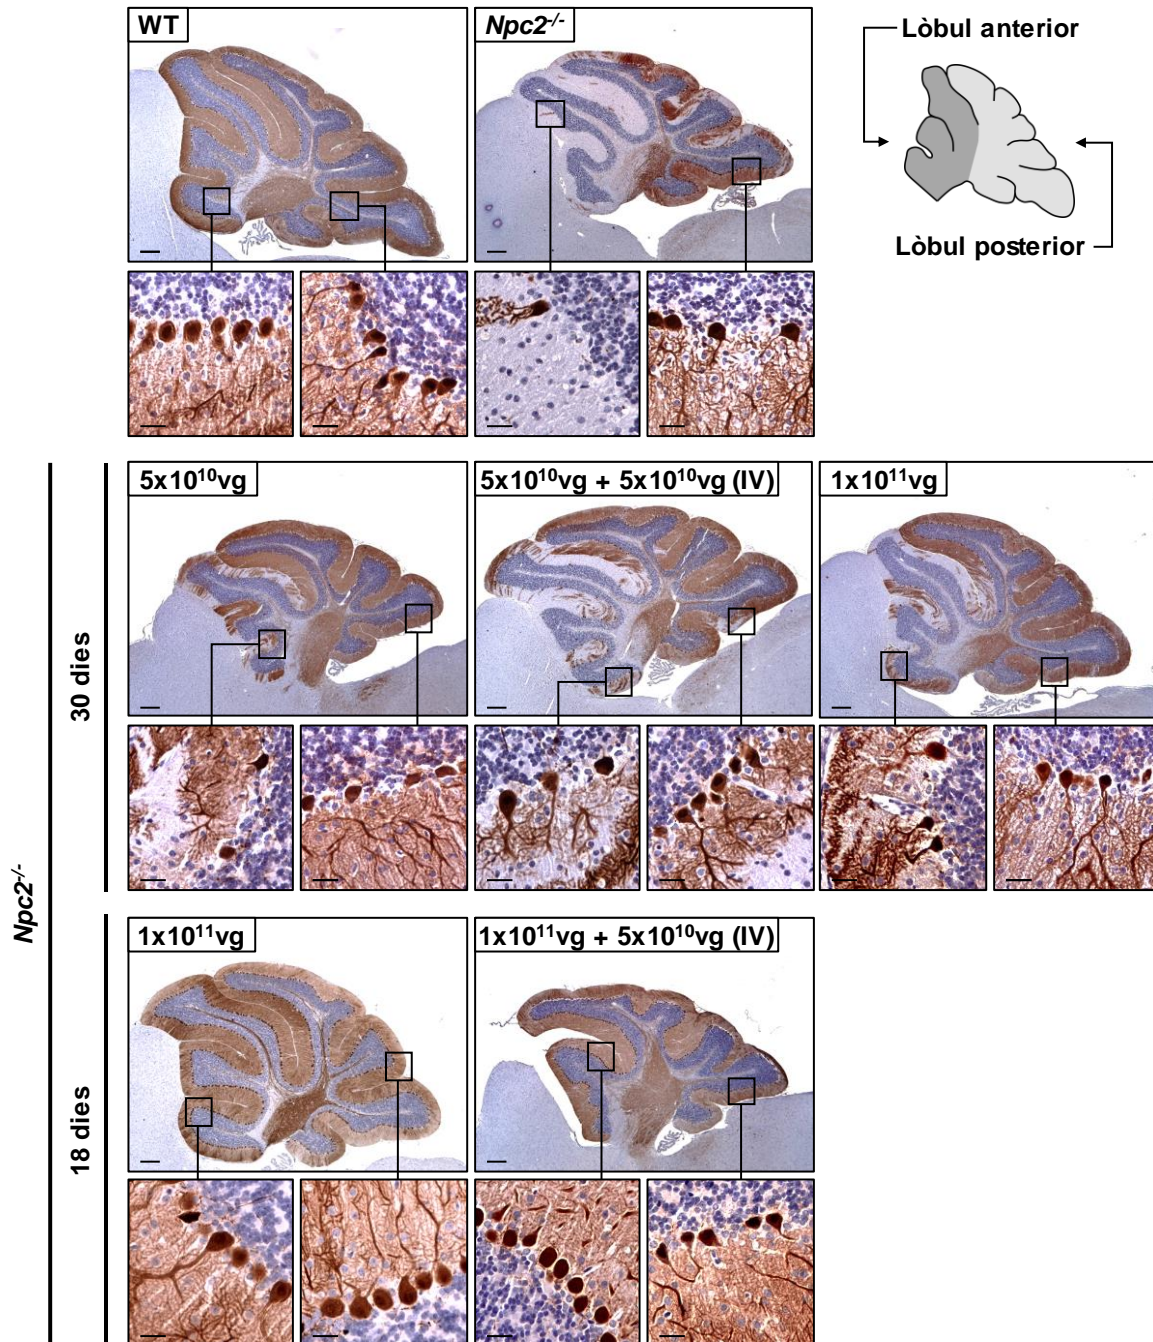 WT
Npc2-/-
Lòbul anterior
Lòbul posterior
5x10¹⁰vg
5x10¹⁰vg + 5x10¹⁰vg (IV)
1x10¹¹vg
30 dies
Npc2-/-
1x10¹¹vg
1x10¹¹vg + 5x10¹⁰vg (IV)
18 dies